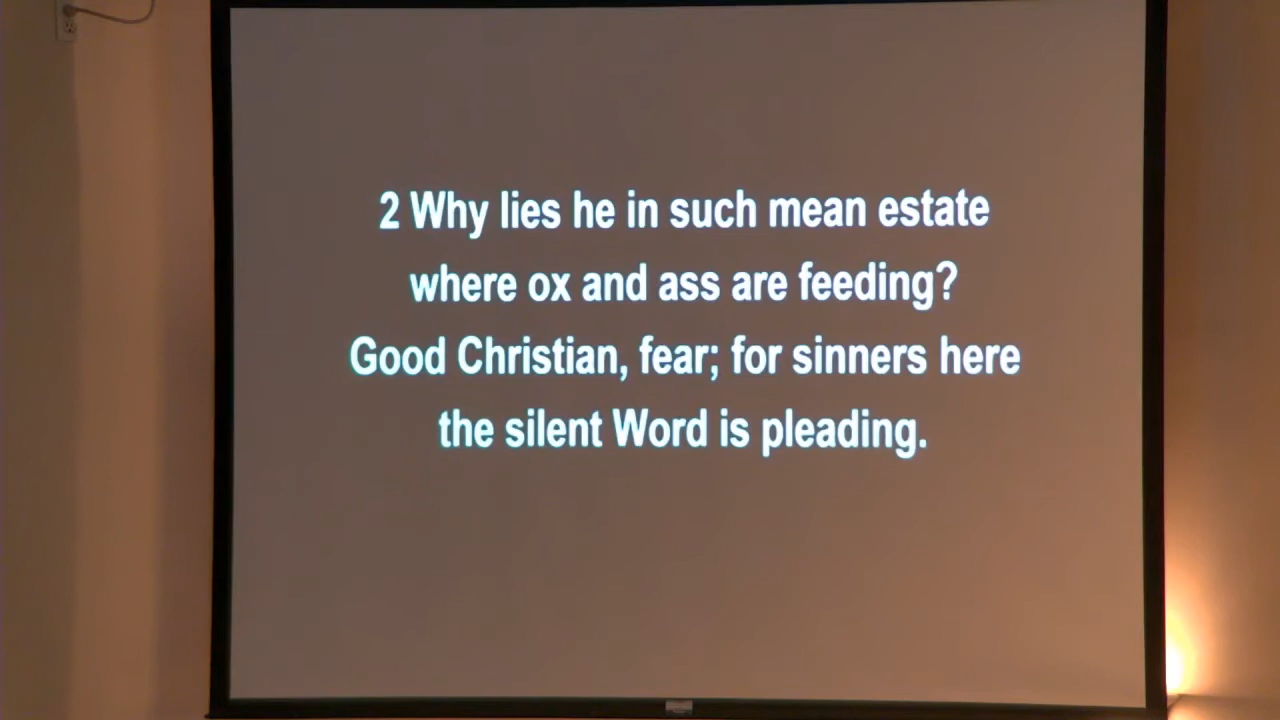 2 Why lies he in such mean estate
where ox and ass are feeding?
Good Christian, fear; for sinners here
the silent Word is pleading.